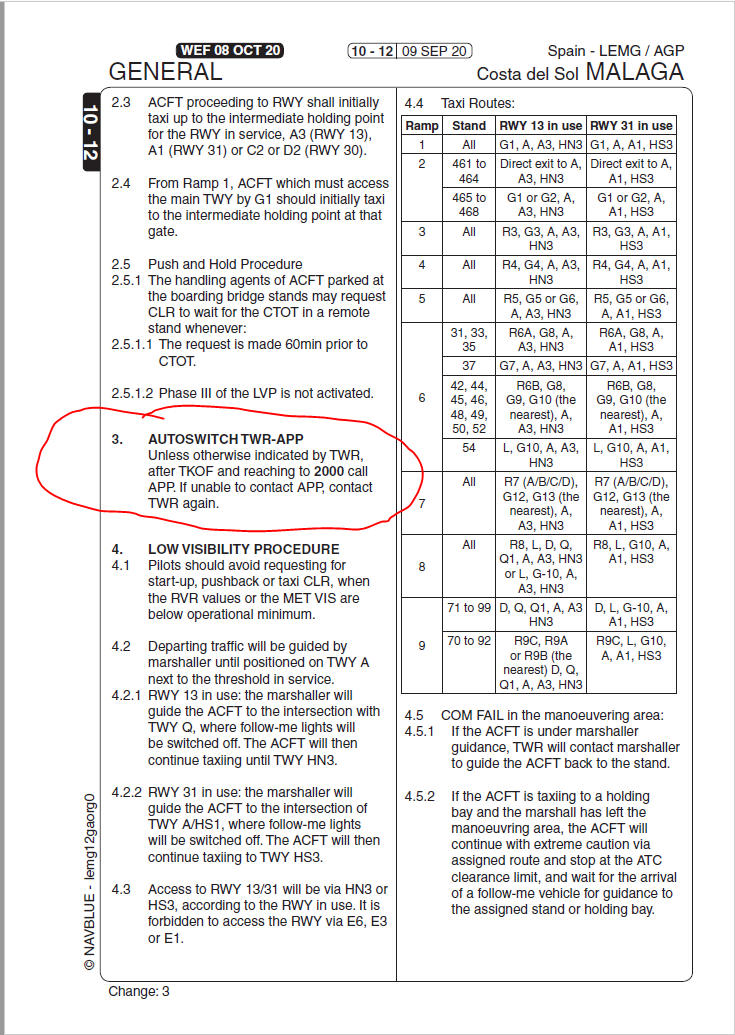 WEF 08 OCT 20
10 - 12 09 SEP 20
Spain - LEMG / AGP
GENERAL
Costa del Sol MALAGA
10 - 12
2.3 ACFT proceeding to RWY shall initially
taxi up to the intermediate holding point
for the RWY in service, A3 (RWY 13),
A1 (RWY 31) or C2 or D2 (RWY 30).
2.4 From Ramp 1, ACFT which must access
the main TWY by G1 should initially taxi
to the intermediate holding point at that
gate.
2.5 Push and Hold Procedure
2.5.1 The handling agents of ACFT parked at
the boarding bridge stands may request
CLR to wait for the CTOT in a remote
stand whenever:
2.5.1.1 The request is made 60min prior to
CTOT.
2.5.1.2 Phase III of the LVP is not activated.
3. AUTOSWITCH TWR-APP
Unless otherwise indicated by TWR,
after TKOF and reaching to 2000 call
APP. If unable to contact APP, contact
TWR again.
4. LOW VISIBILITY PROCEDURE
4.1 Pilots should avoid requesting for
start-up, pushback or taxi CLR, when
the RVR values or the MET VIS are
below operational minimum.
4.2 Departing traffic will be guided by
marshaller until positioned on TWY A
next to the threshold in service.
4.2.1 RWY 13 in use: the marshaller will
guide the ACFT to the intersection with
TWY Q, where follow-me lights will
be switched off. The ACFT will then
continue taxiing until TWY HN3.
4.2.2 RWY 31 in use: the marshaller will
guide the ACFT to the intersection of
TWY A/HS1, where follow-me lights
will be switched off. The ACFT will then
continue taxiing to TWY HS3.
4.3 Access to RWY 13/31 will be via HN3 or
HS3, according to the RWY in use. It is
forbidden to access the RWY via E6, E3
or E1.
4.4 Taxi Routes:
Ramp Stand RWY 13 in use RWY 31 in use
1 All G1, A, A3, HN3 G1, A, A1, HS3
2 461 to Direct exit to A, Direct exit to A,
464 A3, HN3 A1, HS3
465 to G1 or G2, A, G1 or G2, A,
468 A3, HN3 A1, HS3
3 All R3, G3, A, A3, R3, G3, A, A1,
HN3 HS3
4 All R4, G4, A, A3, R4, G4, A, A1,
HN3 HS3
5 All R5, G5 or G6, R5, G5 or G6,
A, A3, HN3 A, A1, HS3
31, 33, R6A, G8, A, R6A, G8, A,
35 A3, HN3 A1, HS3
37 G7, A, A3, HN3 G7, A, A1, HS3
42, 44, R6B, G8, R6B, G8,
6 45, 46, G9, G10 (the G9, G10 (the
48, 49, nearest), A, nearest), A,
50, 52 A3, HN3 A1, HS3
54 L, G10, A, A3, L, G10, A, A1,
HN3 HS3
All R7 (A/B/C/D), R7 (A/B/C/D),
7 G12, G13 (the G12, G13 (the
nearest), A, nearest), A,
A3, HN3 A1, HS3
All R8, L, D, Q, R8, L, G10, A,
8 Q1, A, A3, HN3 A1, HS3
or L, G-10, A,
A3, HN3
71 to 99 D, Q, Q1, A, A3 D, L, G-10, A,
HN3 A1, HS3
9 70 to 92 R9C, R9A R9C, L, G10,
or R9B (the A, A1, HS3
nearest) D, Q,
Q1, A, A3, HN3
4.5 COM FAIL in the manoeuvering area:
4.5.1 If the ACFT is under marshaller
guidance, TWR will contact marshaller
to guide the ACFT back to the stand.
4.5.2 If the ACFT is taxiing to a holding
bay and the marshall has left the
manoeuvring area, the ACFT will
continue with extreme caution via
assigned route and stop at the ATC
clearance limit, and wait for the arrival
of a follow-me vehicle for guidance to
the assigned stand or holding bay.
© NAVBLUE - lemg12gaorg0
Change: 3